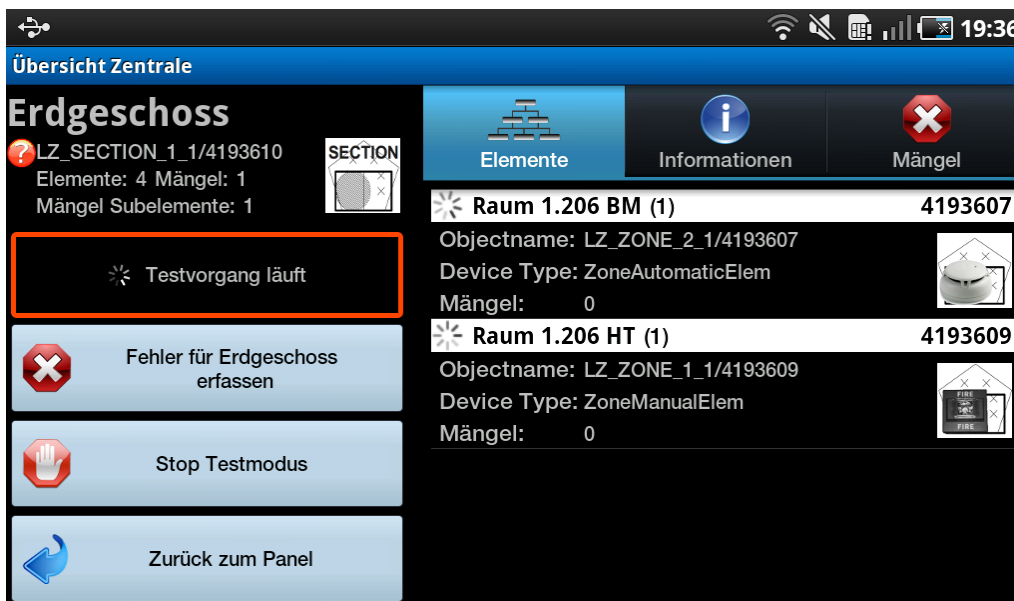 19:36
Übersicht Zentrale
Erdgeschoss
LZ_SECTION_1_1/4193610
Elemente: 4 Mängel: 1
Mängel Subelemente: 1
SECTION
Testvorgang läuft
Fehler für Erdgeschoss
erfassen
Stop Testmodus
Zurück zum Panel
Elemente
Informationen
Mängel
Raum 1.206 BM (1) 4193607
Objectname: LZ_ZONE_2_1/4193607
Device Type: ZoneAutomaticElem
Mängel: 0
Raum 1.206 HT (1) 4193609
Objectname: LZ_ZONE_1_1/4193609
Device Type: ZoneManualElem
Mängel: 0
FIRE
FIRE